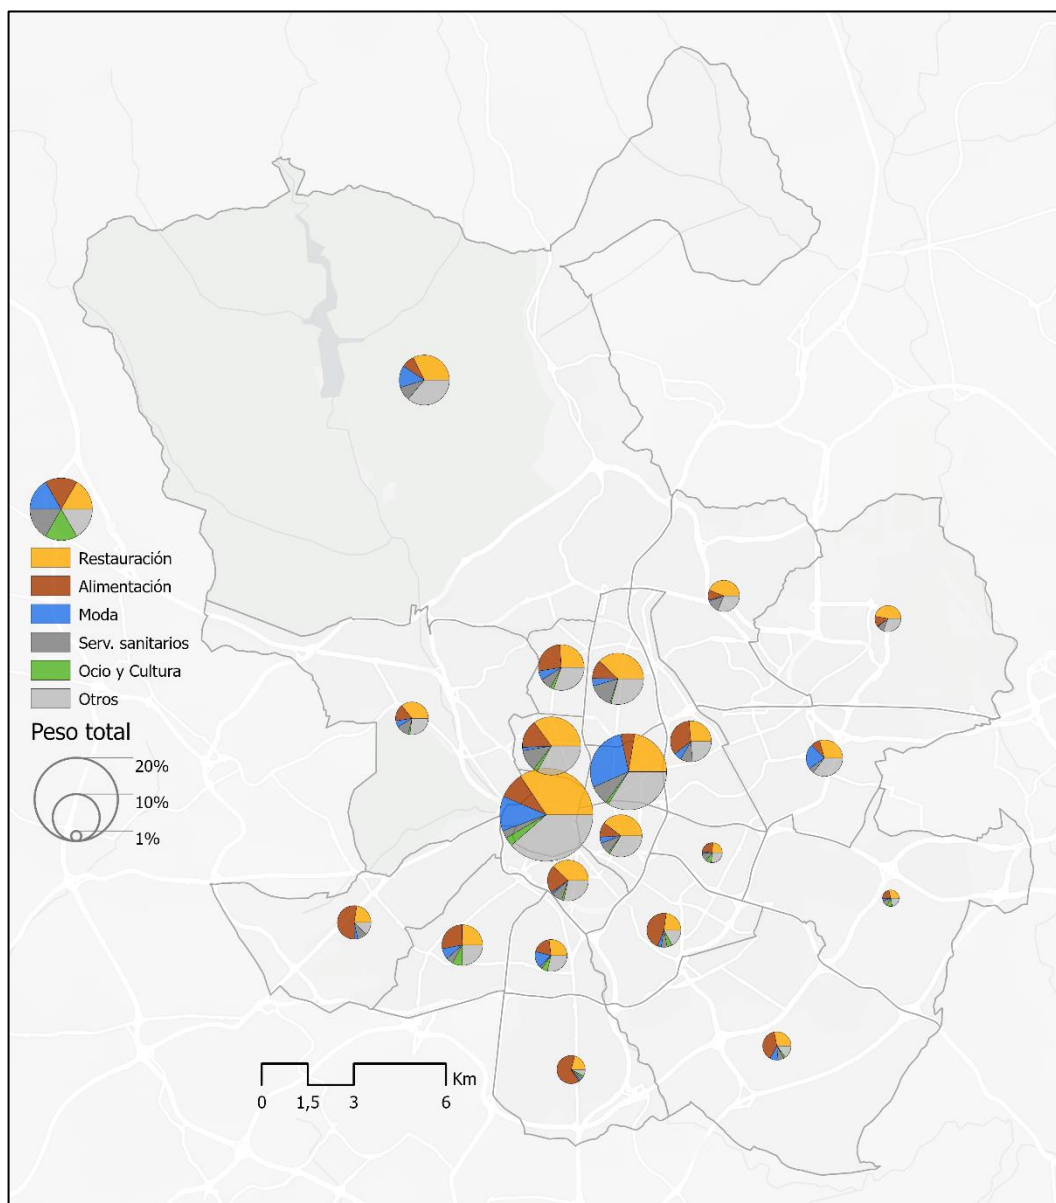 Restauración
Alimentación
Moda
Serv. sanitarios
Ocio y Cultura
Otros
Peso total
20%
10%
1%
Km
0 1,5 3 6